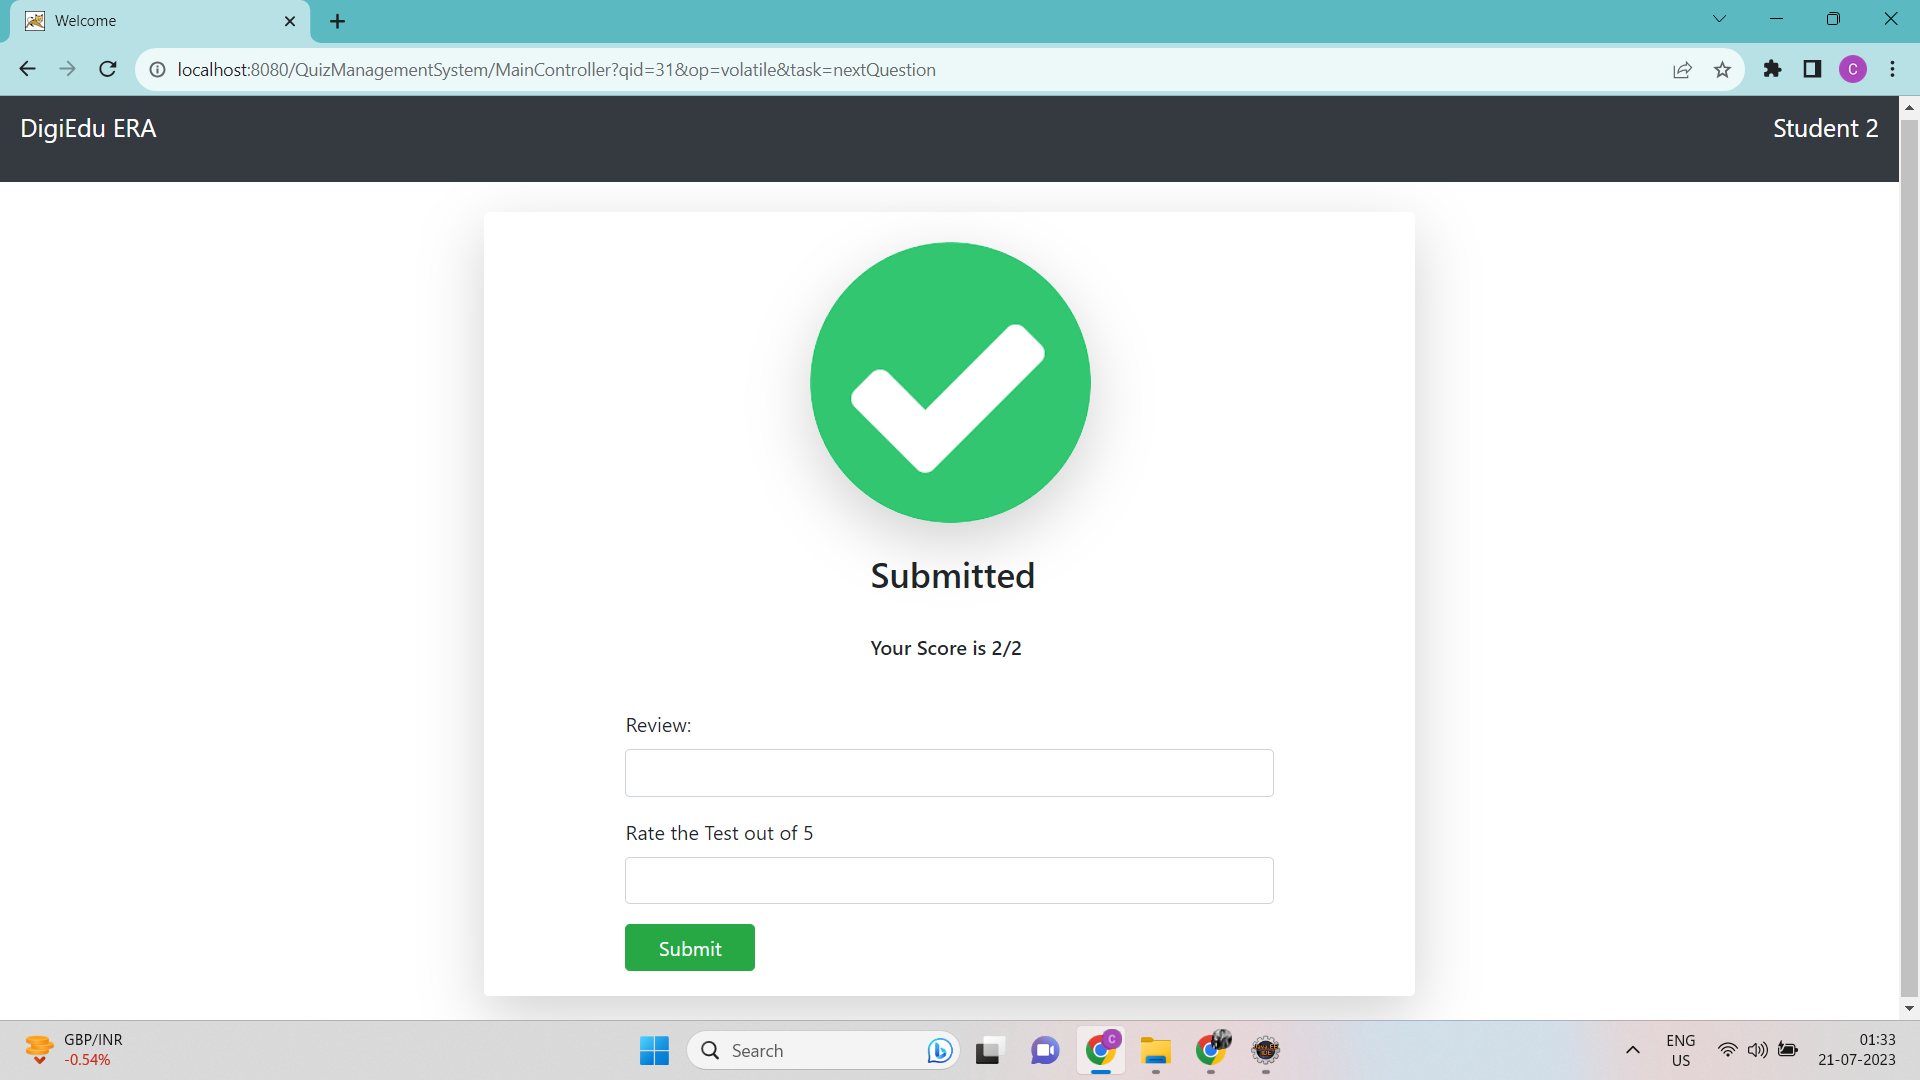 Welcome
localhost:8080/QuizManagementSystem/MainController?qid=31&op=volatile&task=nextQuestion
C
DigiEdu ERA
Student 2
Submitted
Your Score is 2/2
Review:
Rate the Test out of 5
Submit
GBP/INR
-0.54%
Search
C
ENG
US
01:33
21-07-2023